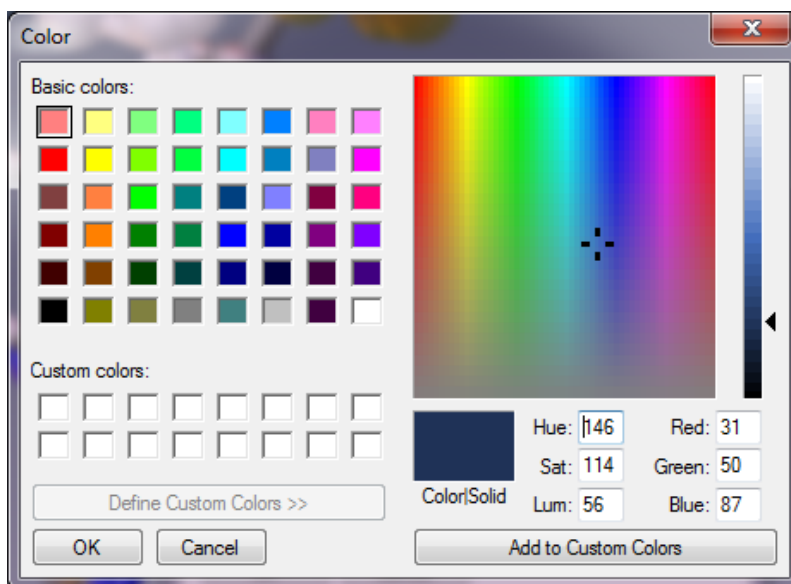 Color
x
Basic colors:
Custom colors:
Define Custom Colors >>
OK Cancel
Hue: 146 Red: 31
Sat: 114 Green: 50
Color|Solid Lum: 56 Blue: 87
Add to Custom Colors